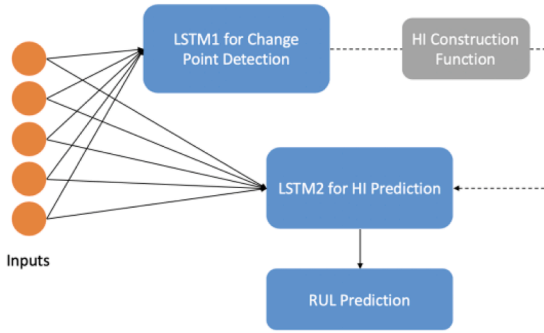 LSTM1 for Change
Point Detection
HI Construction
Function
LSTM2 for HI Prediction
Inputs
RUL Prediction